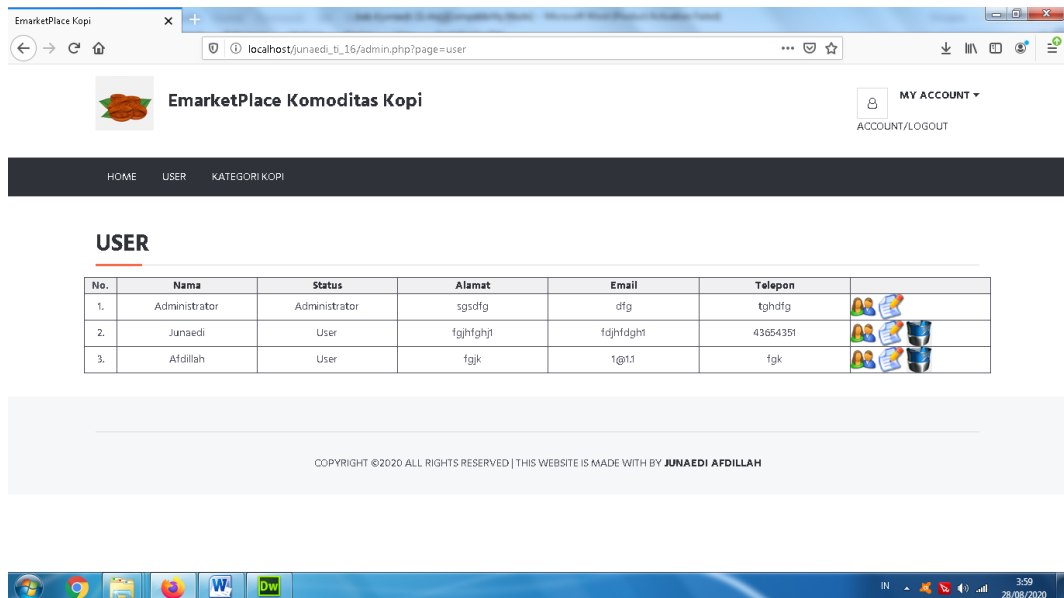 EmarketPlace Kopi
localhost/junaedi_ti_16/admin.php?page=user
EmarketPlace Komoditas Kopi
MY ACCOUNT
ACCOUNT/LOGOUT
HOME USER KATEGORI KOPI
USER
No. Nama Status Alamat Email Telepon
1. Administrator Administrator sgsdfg dfg tghdfg
2. Junaedi User fgjhfghj1 fdjhfdgh1 43654351
3. Afdillah User fgjk 1@1.1 fgk
COPYRIGHT ©2020 ALL RIGHTS RESERVED | THIS WEBSITE IS MADE WITH BY JUNAEDI AFDILLAH
W Dw IN 3:59
28/08/2020